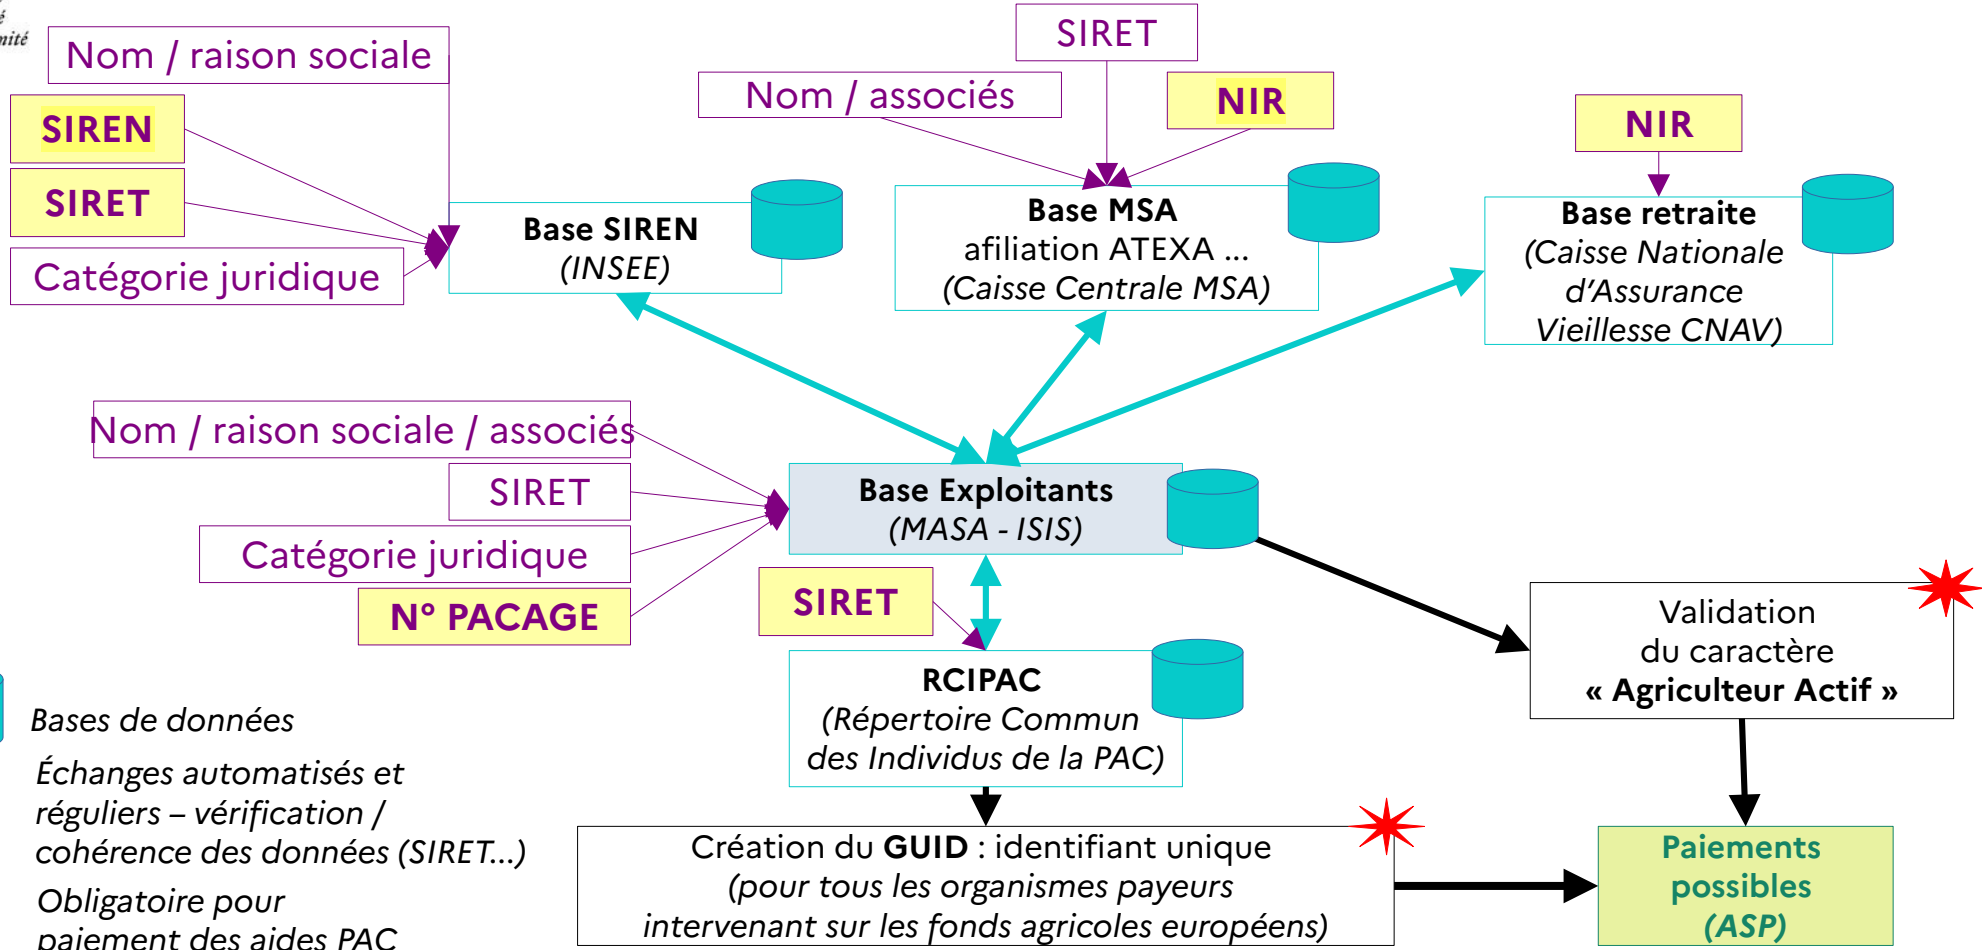 mité
Nom / raison sociale
SIREN
SIRET
Catégorie juridique
SIRET
Nom / associés
NIR
NIR
Base SIREN
(INSEE)
Base MSA
afiliation ATEXA ...
(Caisse Centrale MSA)
Base retraite
(Caisse Nationale
d'Assurance
Vieillesse CNAV)
Nom / raison sociale / associés
SIRET
Catégorie juridique
N° PACAGE
Base Exploitants
(MASA - ISIS)
SIRET
RCIPAC
(Répertoire Commun
des Individus de la PAC)
Validation
du caractère
« Agriculteur Actif »
Bases de données
Échanges automatisés et
réguliers – vérification /
cohérence des données (SIRET...)
Obligatoire pour
paiement des aides PAC
Création du GUID : identifiant unique
(pour tous les organismes payeurs
intervenant sur les fonds agricoles européens)
Paiements
possibles
(ASP)